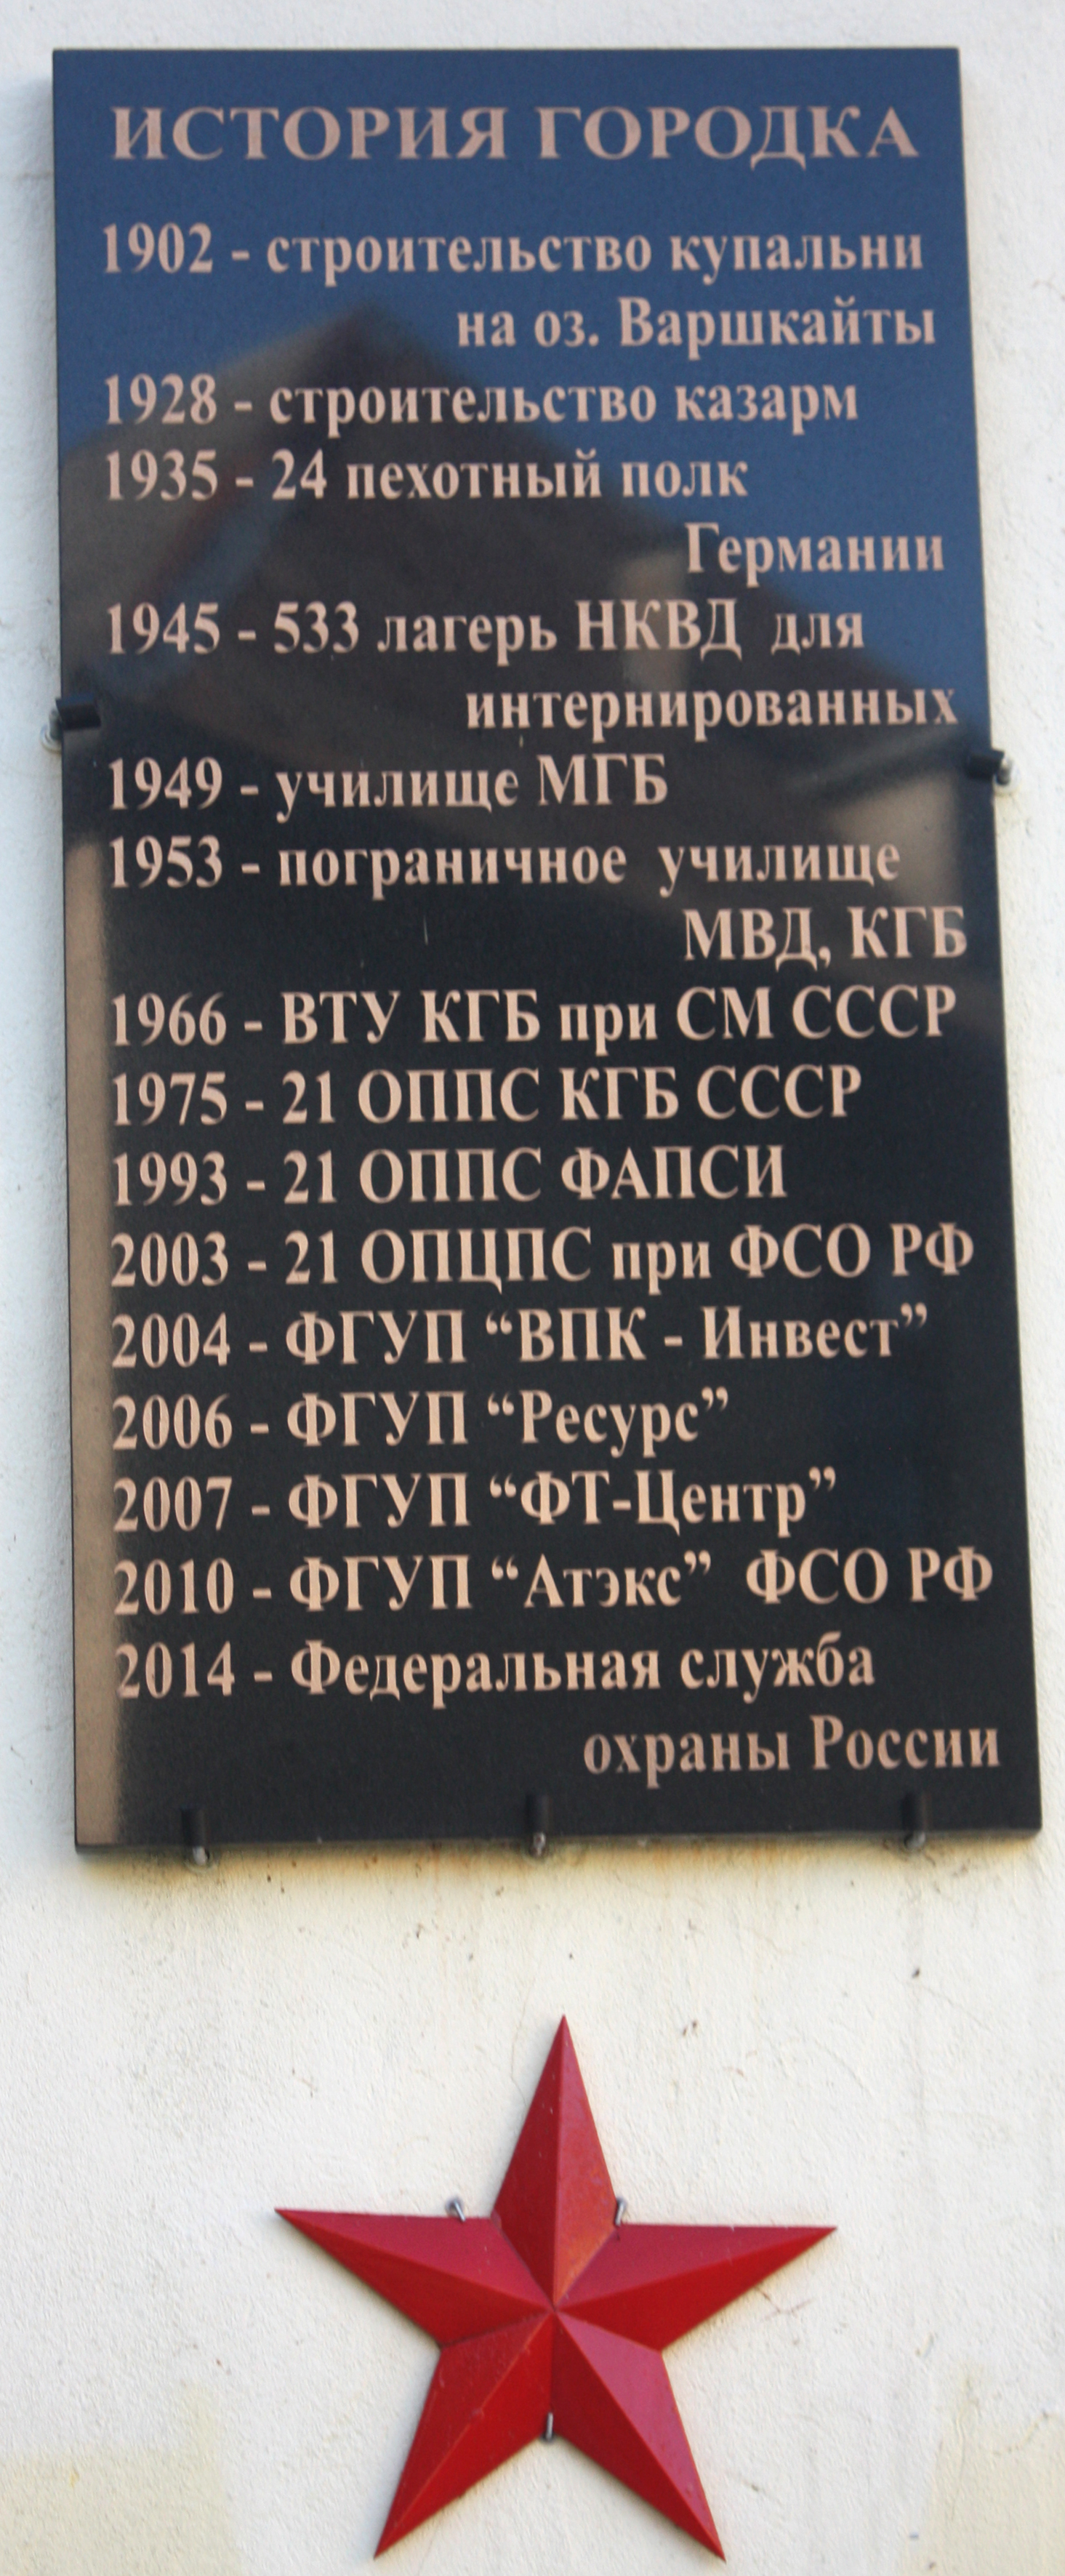 ИСТОРИЯ ГОРОДКА
1902 - строительство купальни
на оз. Варшкайты
1928 - строительство казарм
1935 - 24 пехотный полк
Германии
1945 - 533 лагерь НКВД для
интернированных
1949 - училище МГБ
1953 - пограничное училище
МВД, КГБ
1966 - ВТУ КГБ при СМ СССР
1975 - 21 ОППС КГБ СССР
1993 - 21 ОППС ФАПСИ
2003 - 21 ОПЦПС при ФСО РФ
2004 - ФГУП “ВПК - Инвест”
2006 - ФГУП “Ресурс”
2007 - ФГУП “ФТ-Центр”
2010 - ФГУП “Атэкс” ФСО РФ
2014 - Федеральная служба
охраны России